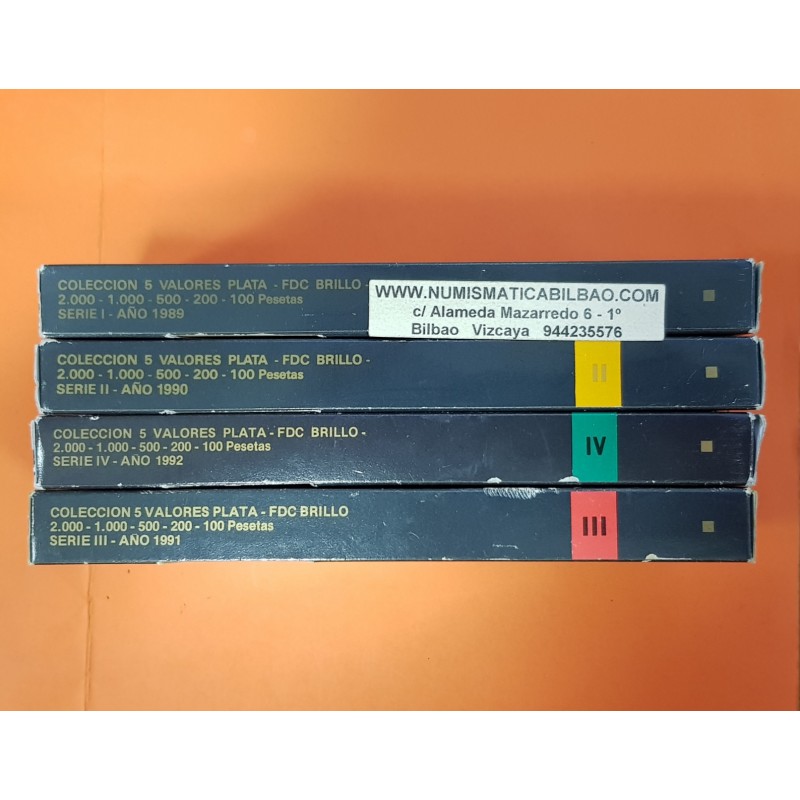 COLECCION 5 VALORES PLATA - FDC BRILLO -
2.000 - 1.000 - 500 - 200 - 100 Pesetas
SERIE I - AÑO 1989
WWW.NUMISMATICABILBAO.COM
c/ Alameda Mazarredo 6 - 1º
Bilbao Vizcaya 944235576
COLECCION 5 VALORES PLATA - FDC BRILLO -
2.000 - 1.000 - 500 - 200 - 100 Pesetas
SERIE II - AÑO 1990
II
COLECCION 5 VALORES PLATA - FDC BRILLO -
2.000 - 1.000 - 500 - 200 - 100 Pesetas
SERIE IV - AÑO 1992
IV
COLECCION 5 VALORES PLATA - FDC BRILLO
2.000 - 1.000 - 500 - 200 - 100 Pesetas
SERIE III - AÑO 1991
III